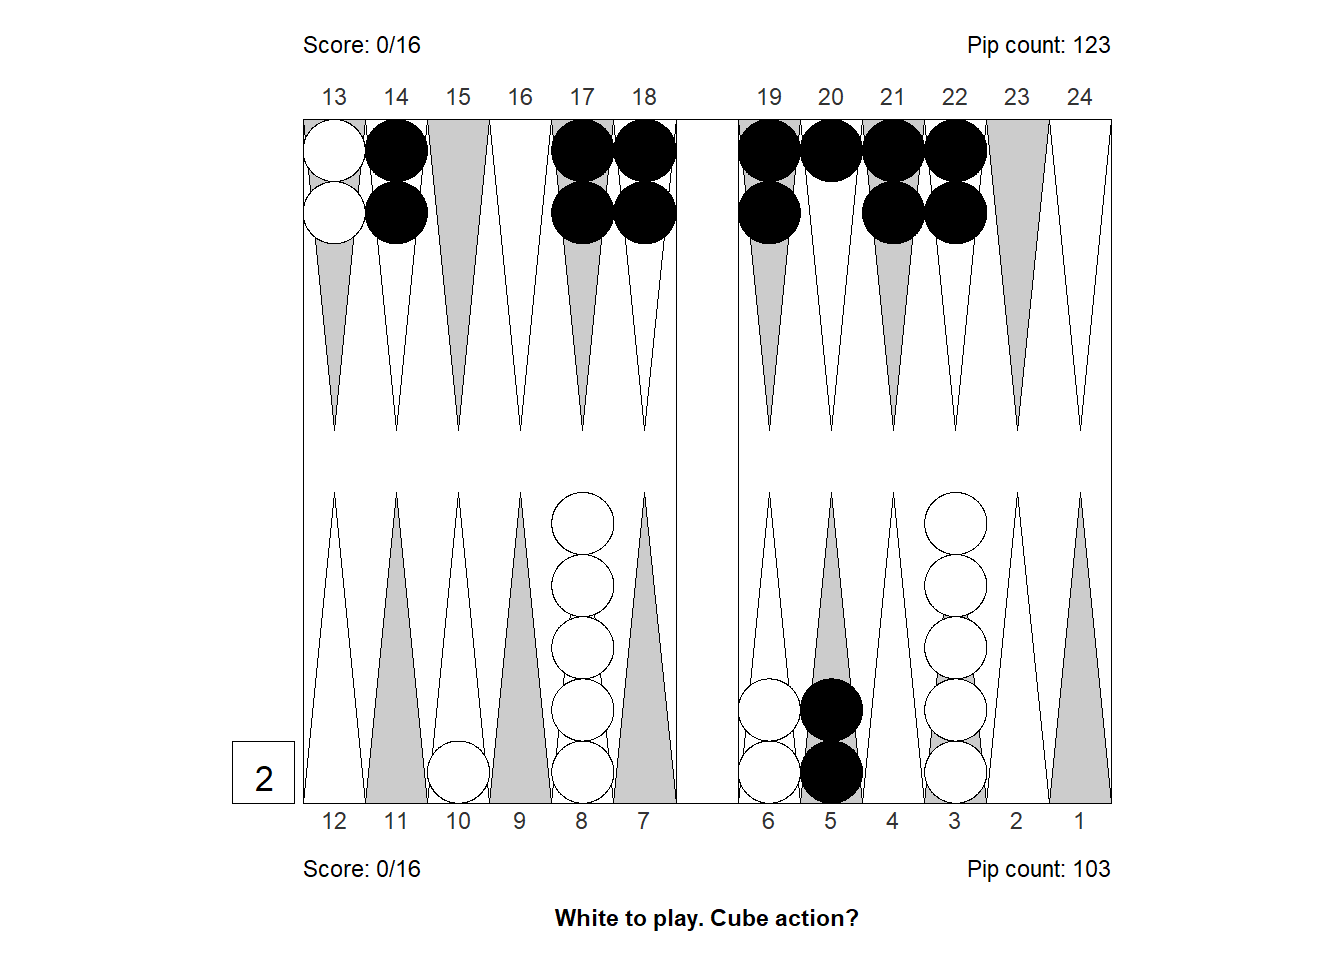 Score: 0/16 Pip count: 123
13 14 15 16 17 18 19 20 21 22 23 24
2
12 11 10 9 8 7 6 5 4 3 2 1
Score: 0/16 Pip count: 103
White to play. Cube action?